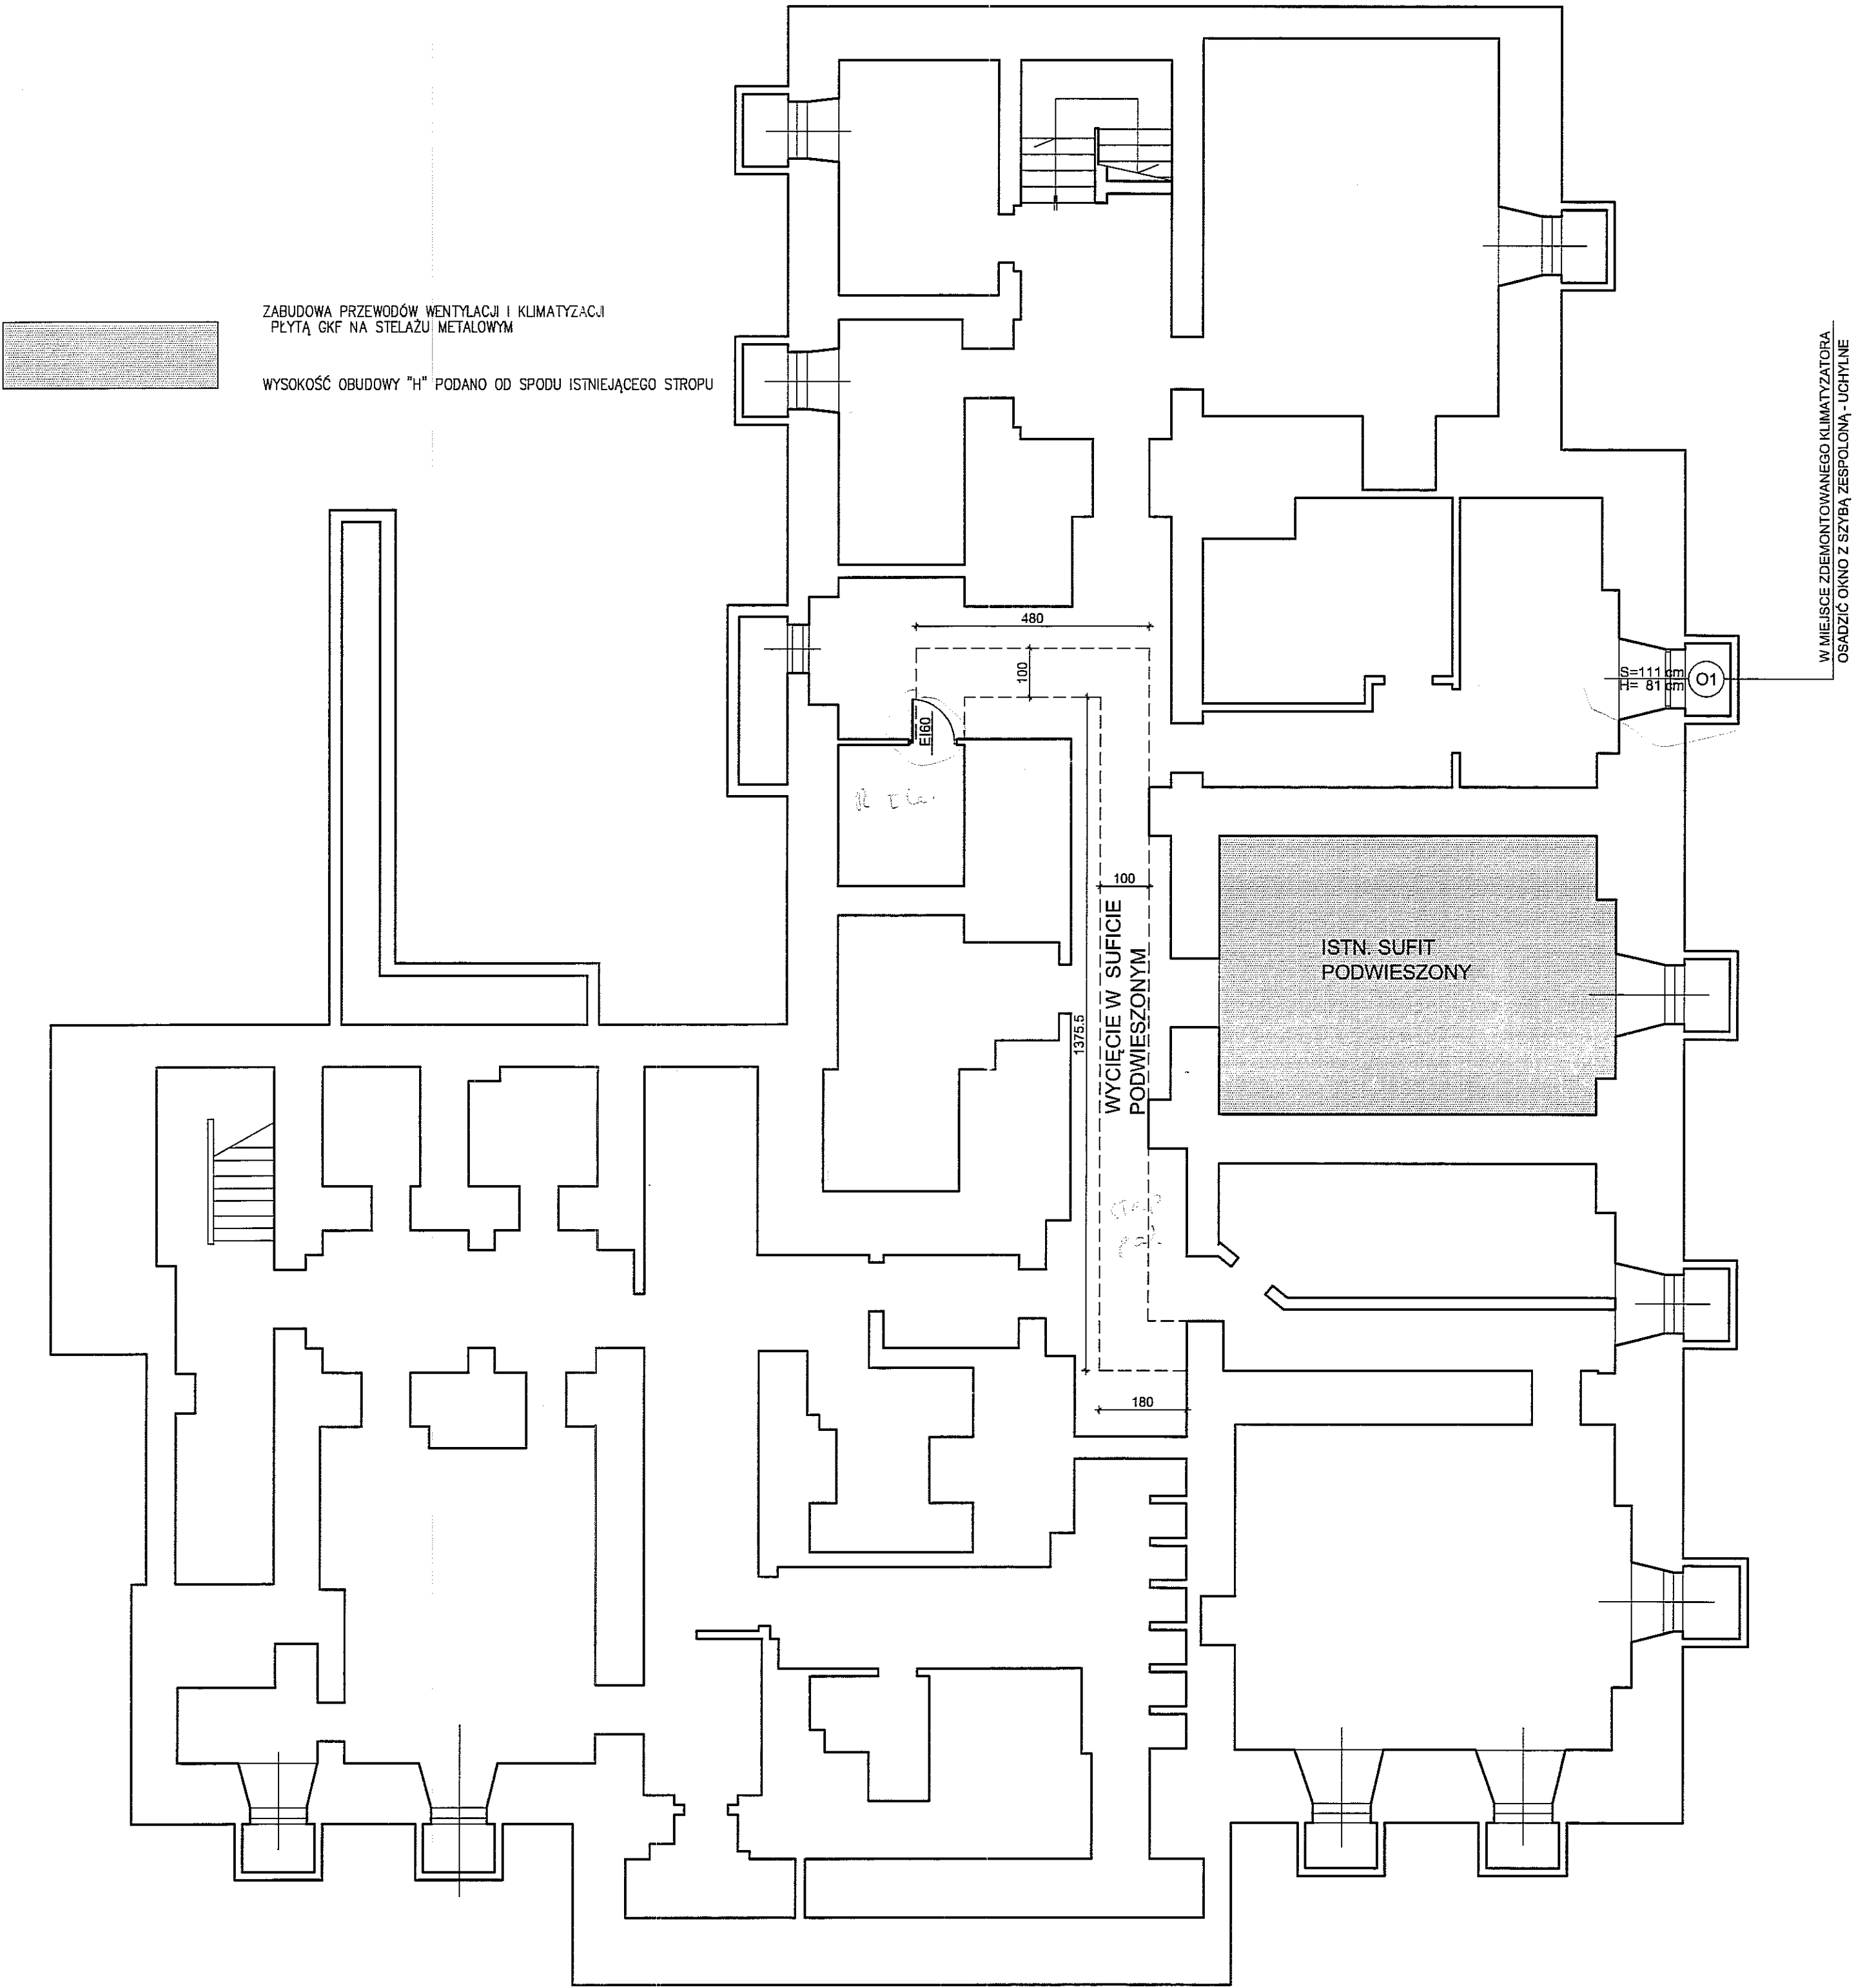 ZABUDOWA PRZEWODÓW WENTYLACJI I KLIMATYZACJI
PŁYTĄ GKF NA STELAŻU METALOWYM
WYSOKOŚĆ OBUDOWY "H" PODANO OD SPODU ISTNIEJĄCEGO STROPU
W MIEJSCE ZDEMONTOWANEGO KLIMATYZATORA
OSADZIĆ OKNO Z SZYBĄ ZESPOLONĄ - UCHYLNE
480
100
S=111 cm
H= 81 cm
O1
EI60
100
WYCIĘCIE W SUFICIE
PODWIESZONYM
ISTN. SUFIT
PODWIESZONY
1375.5
180